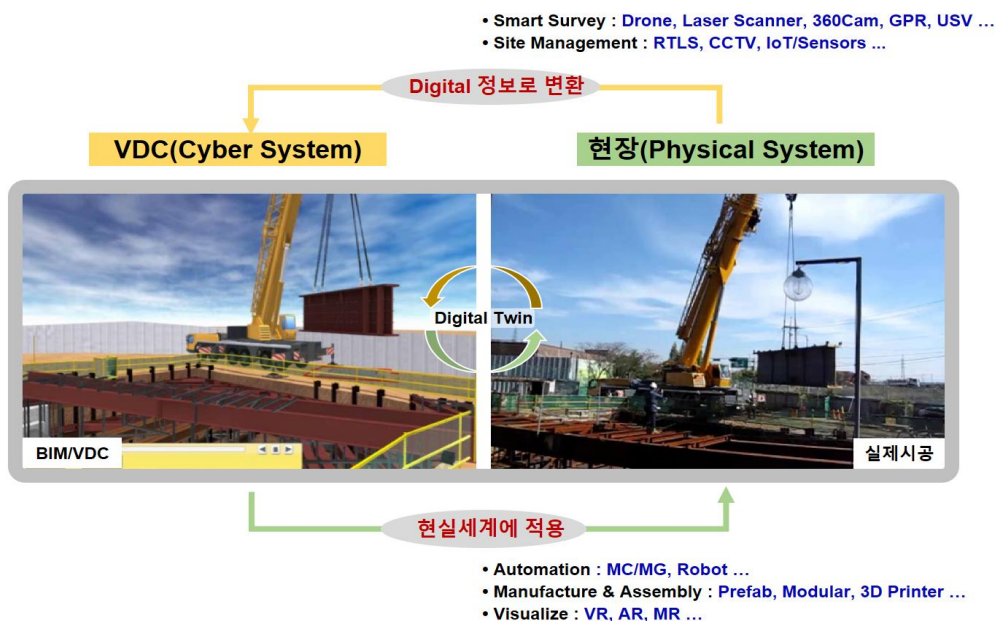 • Smart Survey : Drone, Laser Scanner, 360Cam, GPR, USV …
• Site Management : RTLS, CCTV, IoT/Sensors ...
Digital 정보로 변환
VDC(Cyber System)
현장(Physical System)
Digital Twin
BIM/VDC
실제시공
현실세계에 적용
• Automation : MC/MG, Robot …
• Manufacture & Assembly : Prefab, Modular, 3D Printer …
• Visualize : VR, AR, MR …